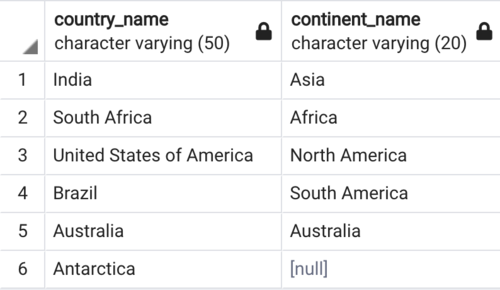 country_name continent_name
character varying (50) character varying (20)
1 India Asia
2 South Africa Africa
3 United States of America North America
4 Brazil South America
5 Australia Australia
6 Antarctica [null]